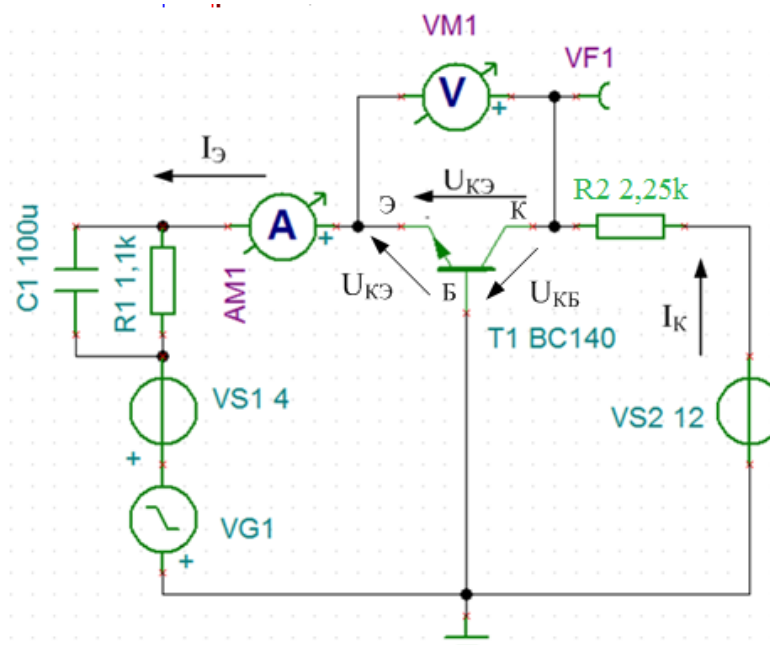 VM1
V
+
VF1
Iэ
Uкэ
R2 2,25k
Э
К
A
+
C1 100u
R1 1,1k
AM1
Uкэ
Б
Uкб
Iк
T1 BC140
VS1 4
+
VS2 12
VG1
+